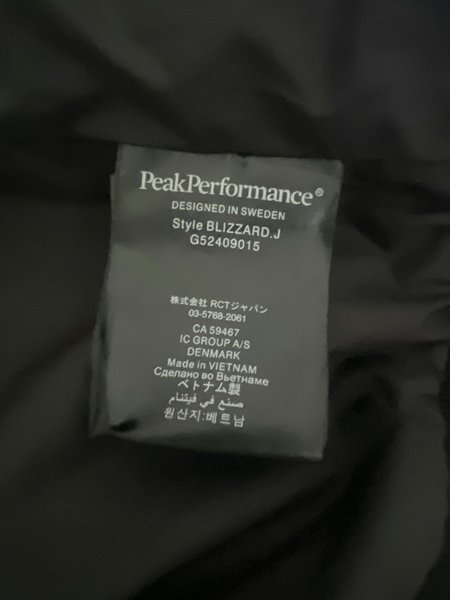 PeakPerformance®
DESIGNED IN SWEDEN
Style BLIZZARD.J
G52409015
株式会社 RCTジャパン
03-5768-2061
CA 59467
IC GROUP A/S
DENMARK
Made in VIETNAM
Сделано во Вьетнаме
ベトナム製
صنع في فيتنام
원산지:베트남